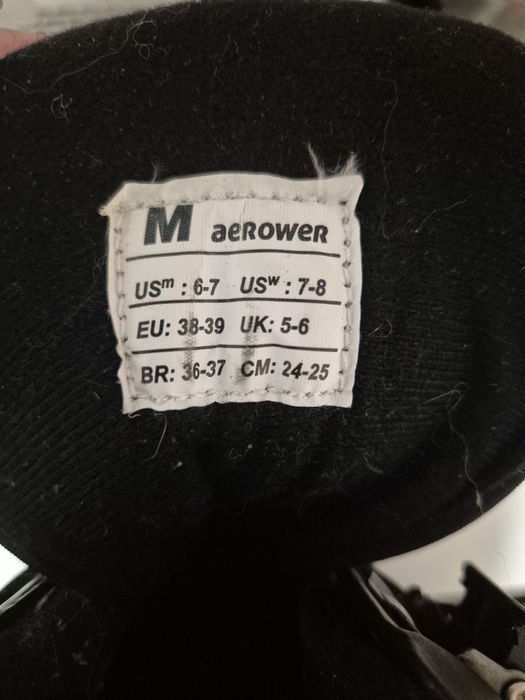 M aerower
USm : 6-7 USw : 7-8
EU: 38-39 UK: 5-6
BR: 36-37 CM: 24-25